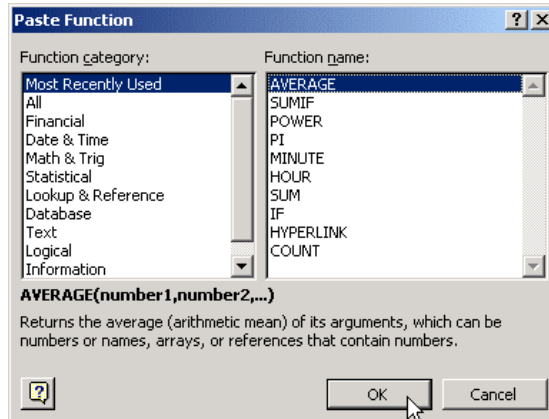 Paste Function
Function category:
Most Recently Used
All
Financial
Date & Time
Math & Trig
Statistical
Lookup & Reference
Database
Text
Logical
Information
Function name:
AVERAGE
SUMIF
POWER
PI
MINUTE
HOUR
SUM
IF
HYPERLINK
COUNT
AVERAGE(number1,number2,...)
Returns the average (arithmetic mean) of its arguments, which can be
numbers or names, arrays, or references that contain numbers.
OK
Cancel